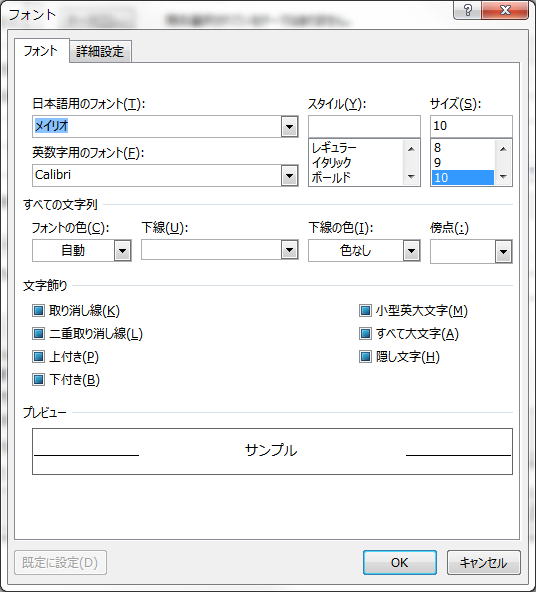 フォント
フォント 詳細設定
日本語用のフォント(T): スタイル(Y): サイズ(S):
メイリオ 10
英数字用のフォント(F): レギュラー 8
イタリック 9
Calibri ボールド 10
すべての文字列
フォントの色(C): 下線(U): 下線の色(I): 傍点(:)
自動 色なし
文字飾り
取り消し線(K) 小型英大文字(M)
二重取り消し線(L) すべて大文字(A)
上付き(P) 隠し文字(H)
下付き(B)
プレビュー
サンプル
既定に設定(D) OK キャンセル